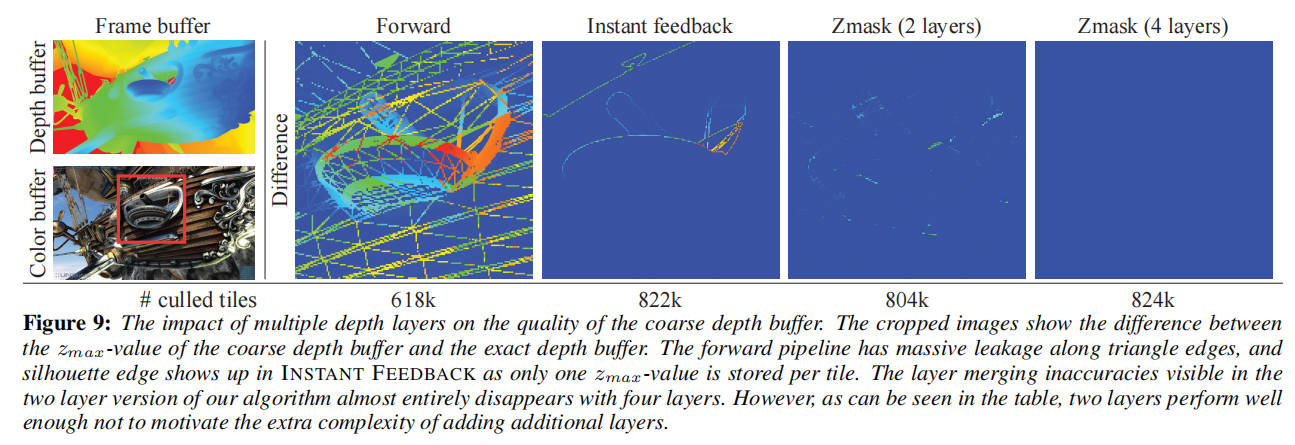 Frame buffer Forward Instant feedback Zmask (2 layers) Zmask (4 layers)
Depth buffer
Color buffer
Difference
# culled tiles 618k 822k 804k 824k
Figure 9: The impact of multiple depth layers on the quality of the coarse depth buffer. The cropped images show the difference between
the zmax-value of the coarse depth buffer and the exact depth buffer. The forward pipeline has massive leakage along triangle edges, and
silhouette edge shows up in INSTANT FEEDBACK as only one zmax-value is stored per tile. The layer merging inaccuracies visible in the
two layer version of our algorithm almost entirely disappears with four layers. However, as can be seen in the table, two layers perform well
enough not to motivate the extra complexity of adding additional layers.